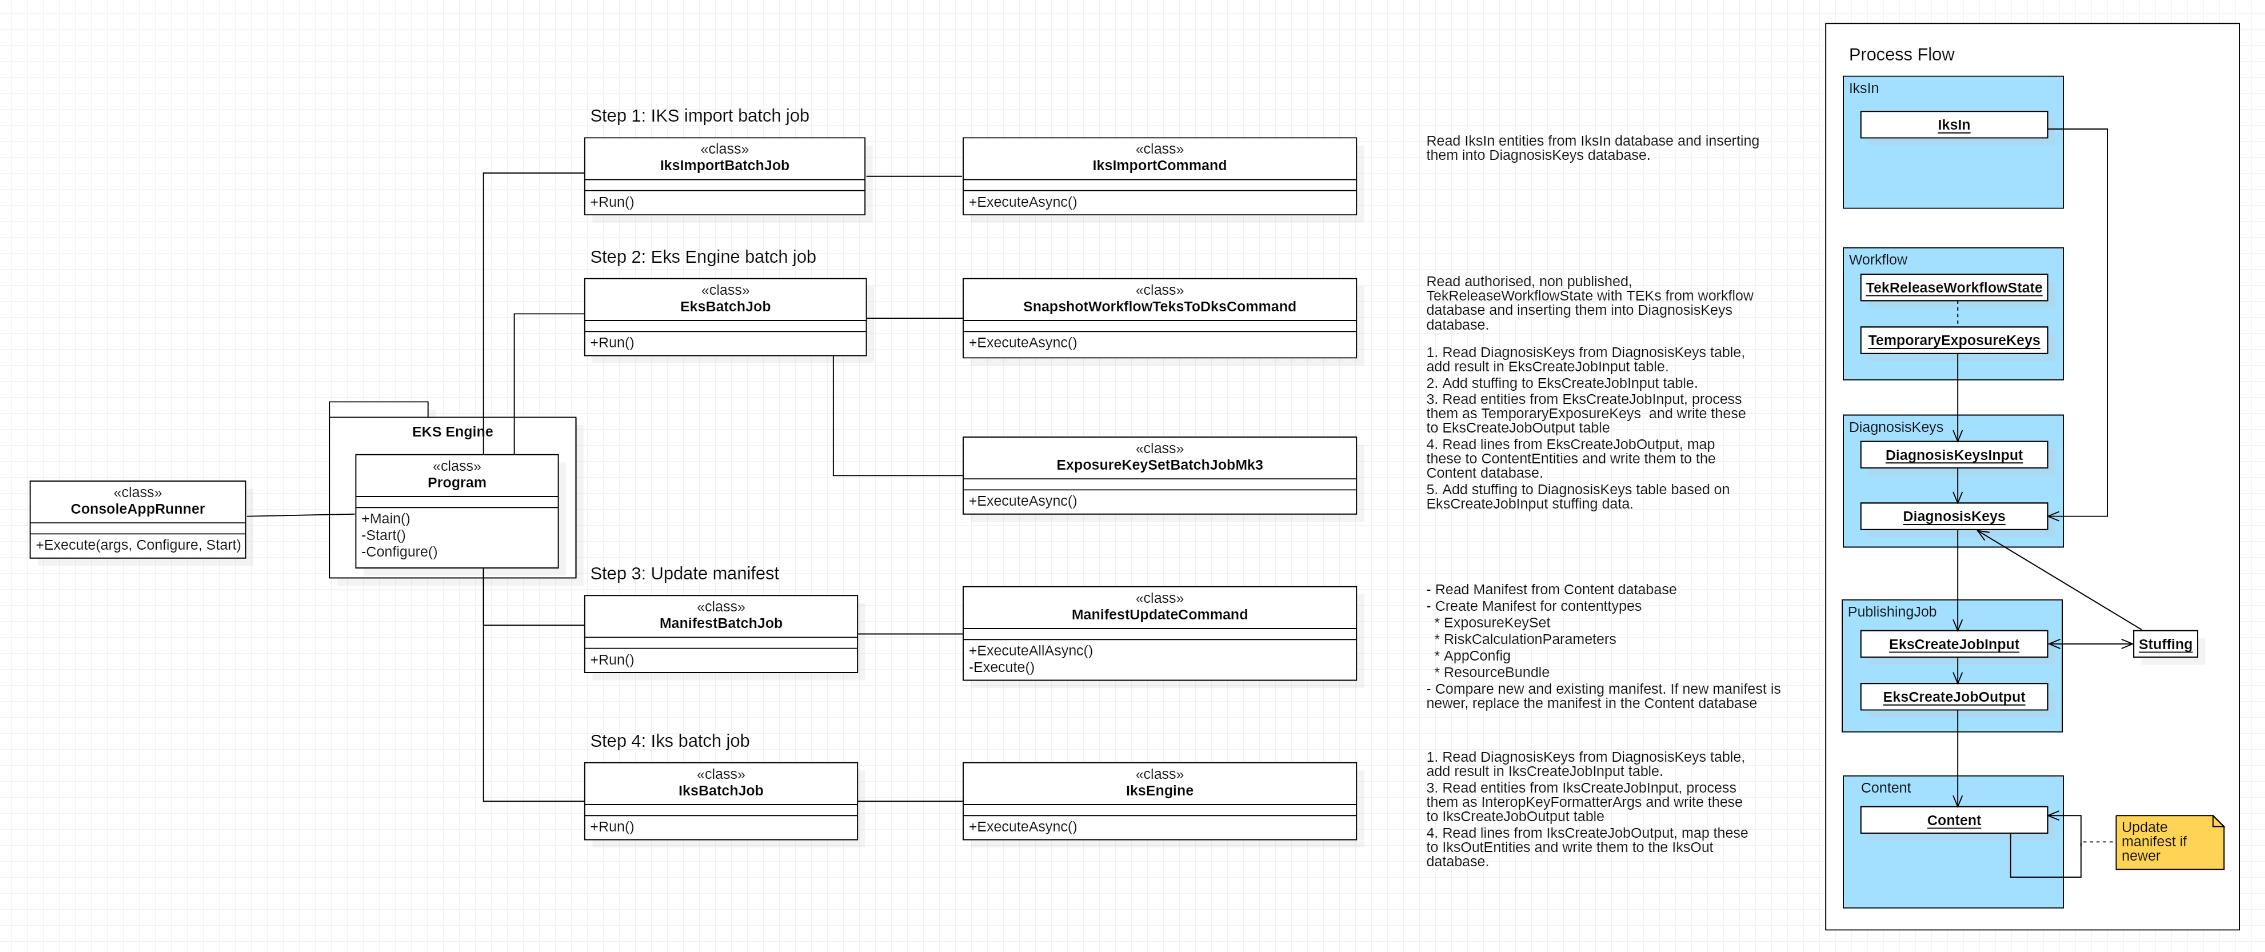 Step 1: IKS import batch job
«class»
IksImportBatchJob
+Run()
«class»
IksImportCommand
+ExecuteAsync()
Read IksIn entities from IksIn database and inserting
them into DiagnosisKeys database.
Step 2: Eks Engine batch job
«class»
EksBatchJob
+Run()
«class»
SnapshotWorkflowTeksToDksCommand
+ExecuteAsync()
Read authorised, non published,
TekReleaseWorkflowState with TEKs from workflow
database and inserting them into DiagnosisKeys
database.
«class»
ExposureKeySetBatchJobMk3
+ExecuteAsync()
1. Read DiagnosisKeys from DiagnosisKeys table,
add result in EksCreateJobInput table.
2. Add stuffing to EksCreateJobInput table.
3. Read entities from EksCreateJobInput, process
them as TemporaryExposureKeys  and write these
to EksCreateJobOutput table
4. Read lines from EksCreateJobOutput, map
these to ContentEntities and write them to the
Content database.
5. Add stuffing to DiagnosisKeys table based on
EksCreateJobInput stuffing data.
EKS Engine
«class»
Program
+Main()
-Start()
-Configure()
«class»
ConsoleAppRunner
+Execute(args, Configure, Start)
Step 3: Update manifest
«class»
ManifestBatchJob
+Run()
«class»
ManifestUpdateCommand
+ExecuteAllAsync()
-Execute()
- Read Manifest from Content database
- Create Manifest for contenttypes
* ExposureKeySet
* RiskCalculationParameters
* AppConfig
* ResourceBundle
- Compare new and existing manifest. If new manifest is
newer, replace the manifest in the Content database
Step 4: Iks batch job
«class»
IksBatchJob
+Run()
«class»
IksEngine
+ExecuteAsync()
1. Read DiagnosisKeys from DiagnosisKeys table,
add result in IksCreateJobInput table.
3. Read entities from IksCreateJobInput, process
them as InteropKeyFormatterArgs and write these
to IksCreateJobOutput table
4. Read lines from IksCreateJobOutput, map these
to IksOutEntities and write them to the IksOut
database.
Process Flow
IksIn
IksIn
Workflow
TekReleaseWorkflowState
TemporaryExposureKeys
DiagnosisKeys
DiagnosisKeysInput
DiagnosisKeys
PublishingJob
EksCreateJobInput
Stuffing
EksCreateJobOutput
Content
Content
Update
manifest if
newer